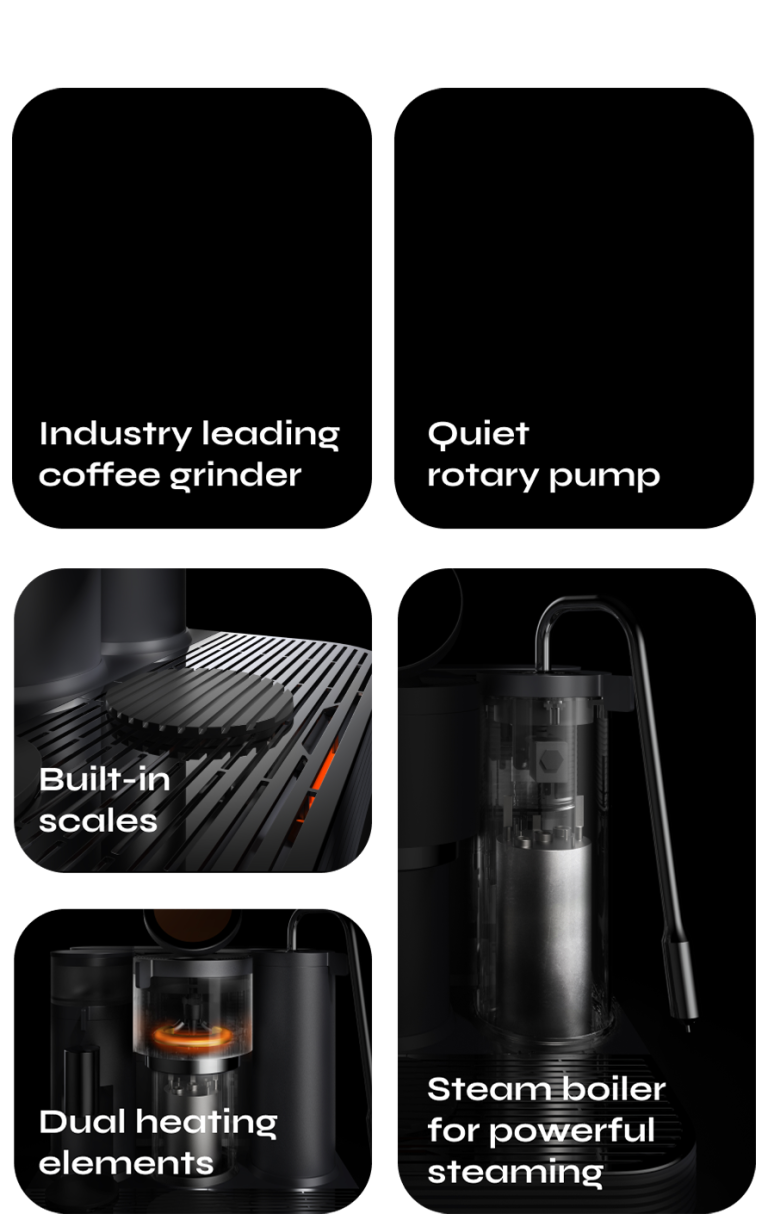 Industry leading
coffee grinder
Quiet
rotary pump
Built-in
scales
Steam boiler
for powerful
steaming
Dual heating
elements